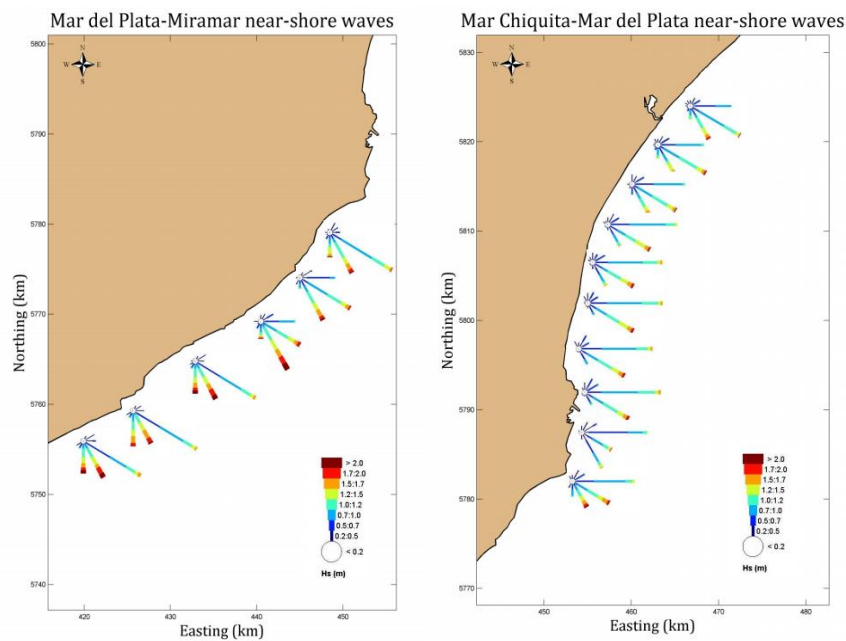 Mar del Plata-Miramar near-shore waves
5800
5790
5780
5770
5760
5750
5740
N
W E
S
Northing (km)
> 2.0
1.7:2.0
1.5:1.7
1.2:1.5
1.0:1.2
0.7:1.0
0.5:0.7
0.2:0.5
< 0.2
Hs (m)
420 430 440 450
Easting (km)
Mar Chiquita-Mar del Plata near-shore waves
5830
5820
5810
5800
5790
5780
5770
N
W E
S
Northing (km)
> 2.0
1.7:2.0
1.5:1.7
1.2:1.5
1.0:1.2
0.7:1.0
0.5:0.7
0.2:0.5
< 0.2
Hs (m)
450 460 470 480
Easting (km)